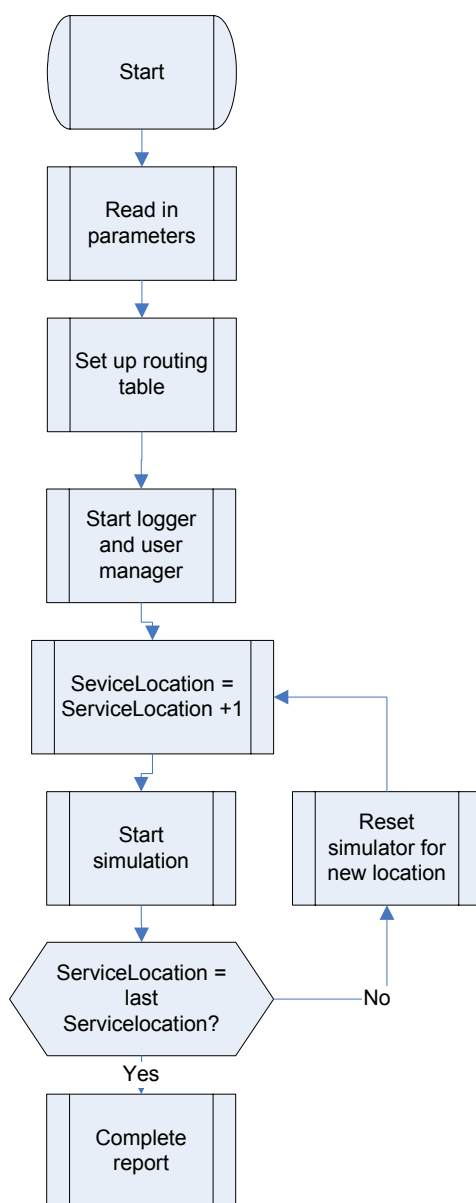 Start
Read in
parameters
Set up routing
table
Start logger
and user
manager
SeviceLocation =
ServiceLocation +1
Start
simulation
Reset
simulator for
new location
ServiceLocation =
last
Servicelocation?
No
Yes
Complete
report